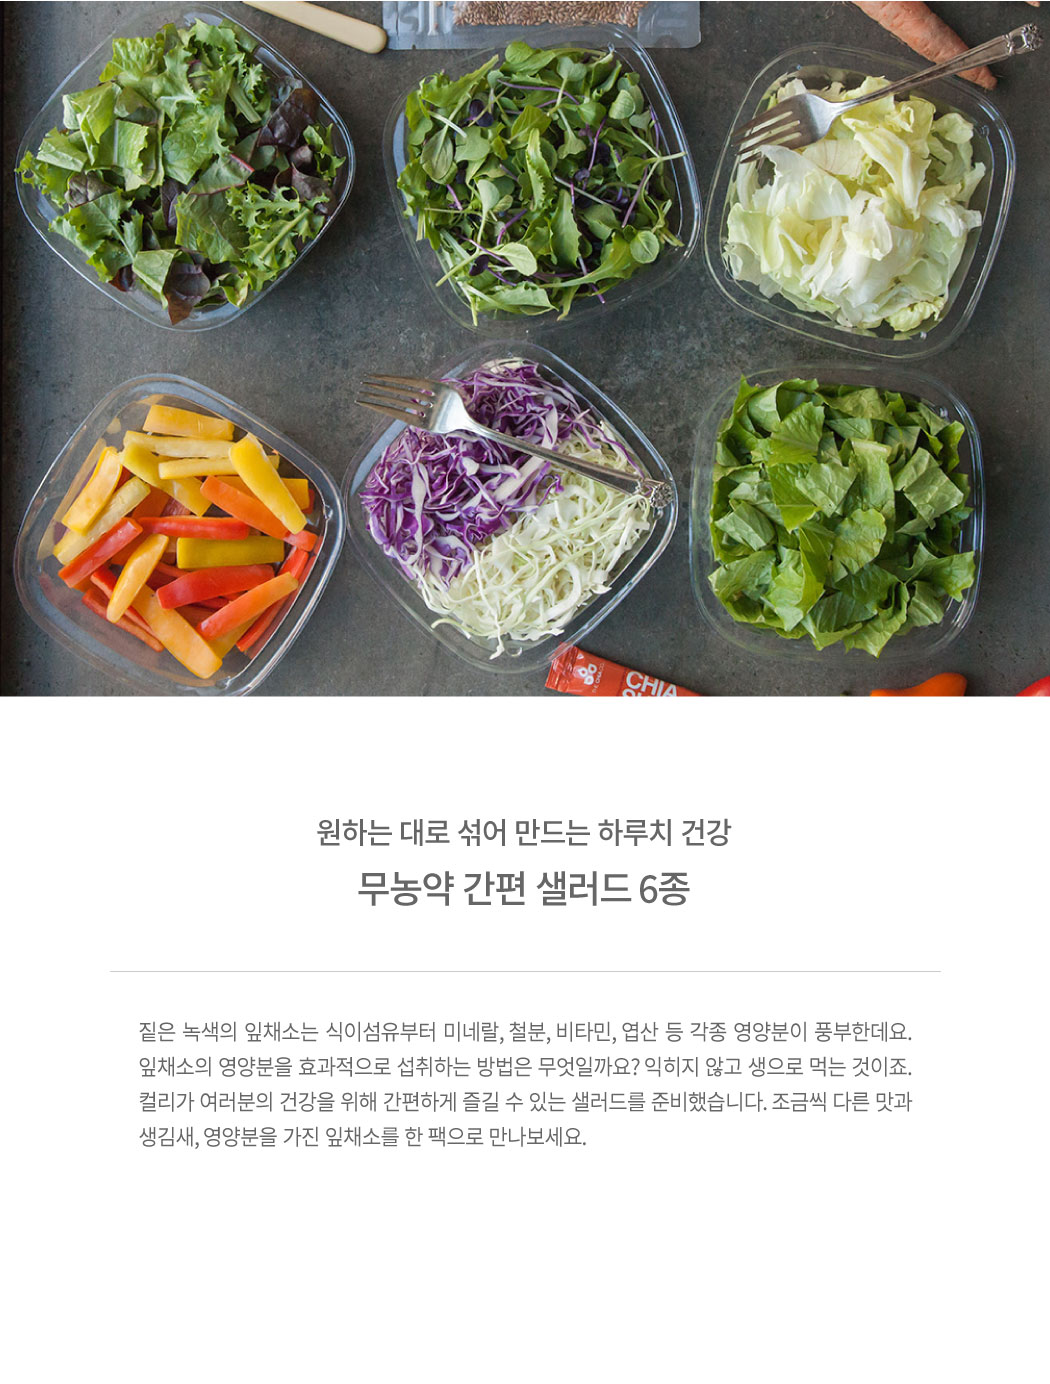 CHIA
원하는 대로 섞어 만드는 하루치 건강
무농약 간편 샐러드 6종
짙은 녹색의 잎채소는 식이섬유부터 미네랄, 철분, 비타민, 엽산 등 각종 영양분이 풍부한데요.
잎채소의 영양분을 효과적으로 섭취하는 방법은 무엇일까요? 익히지 않고 생으로 먹는 것이죠.
컬리가 여러분의 건강을 위해 간편하게 즐길 수 있는 샐러드를 준비했습니다. 조금씩 다른 맛과
생김새, 영양분을 가진 잎채소를 한 팩으로 만나보세요.